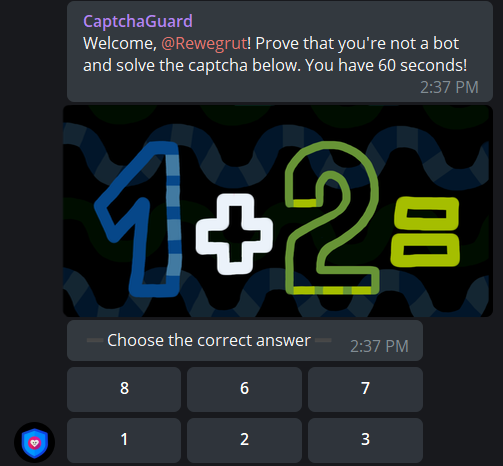 CaptchaGuard
Welcome, @Rewegrut! Prove that you're not a bot
and solve the captcha below. You have 60 seconds!
2:37 PM
1+2=
Choose the correct answer
2:37 PM
8 6 7
1 2 3